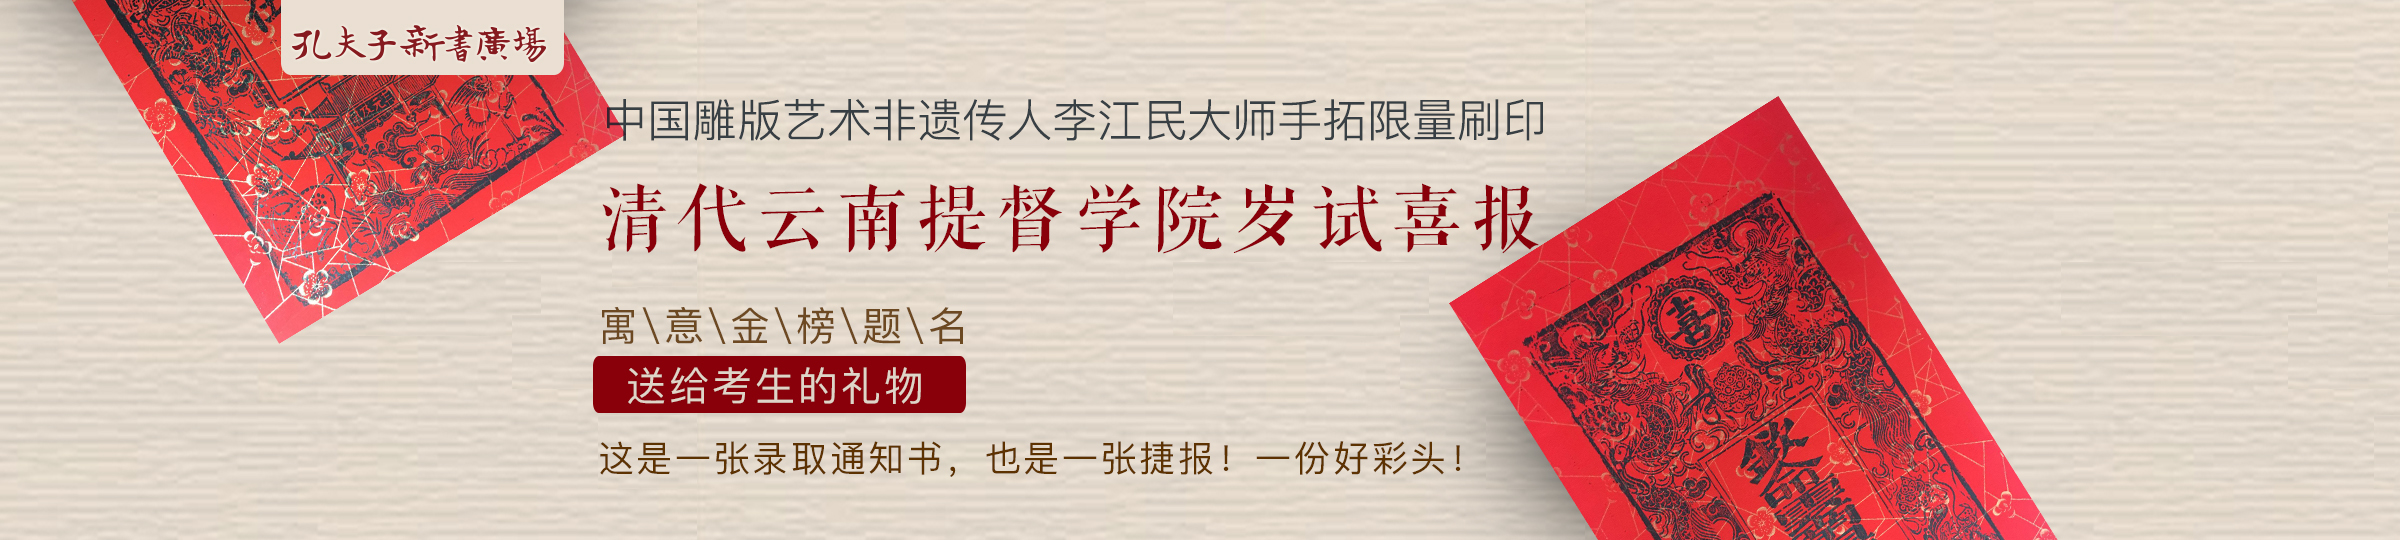 孔夫子新書廣場
中国雕版艺术非遗传人李江民大师手拓限量刷印
清代云南提督学院岁试喜报
寓\意\金\榜\题\名
送给考生的礼物
这是一张录取通知书，也是一张捷报！一份好彩头！
喜